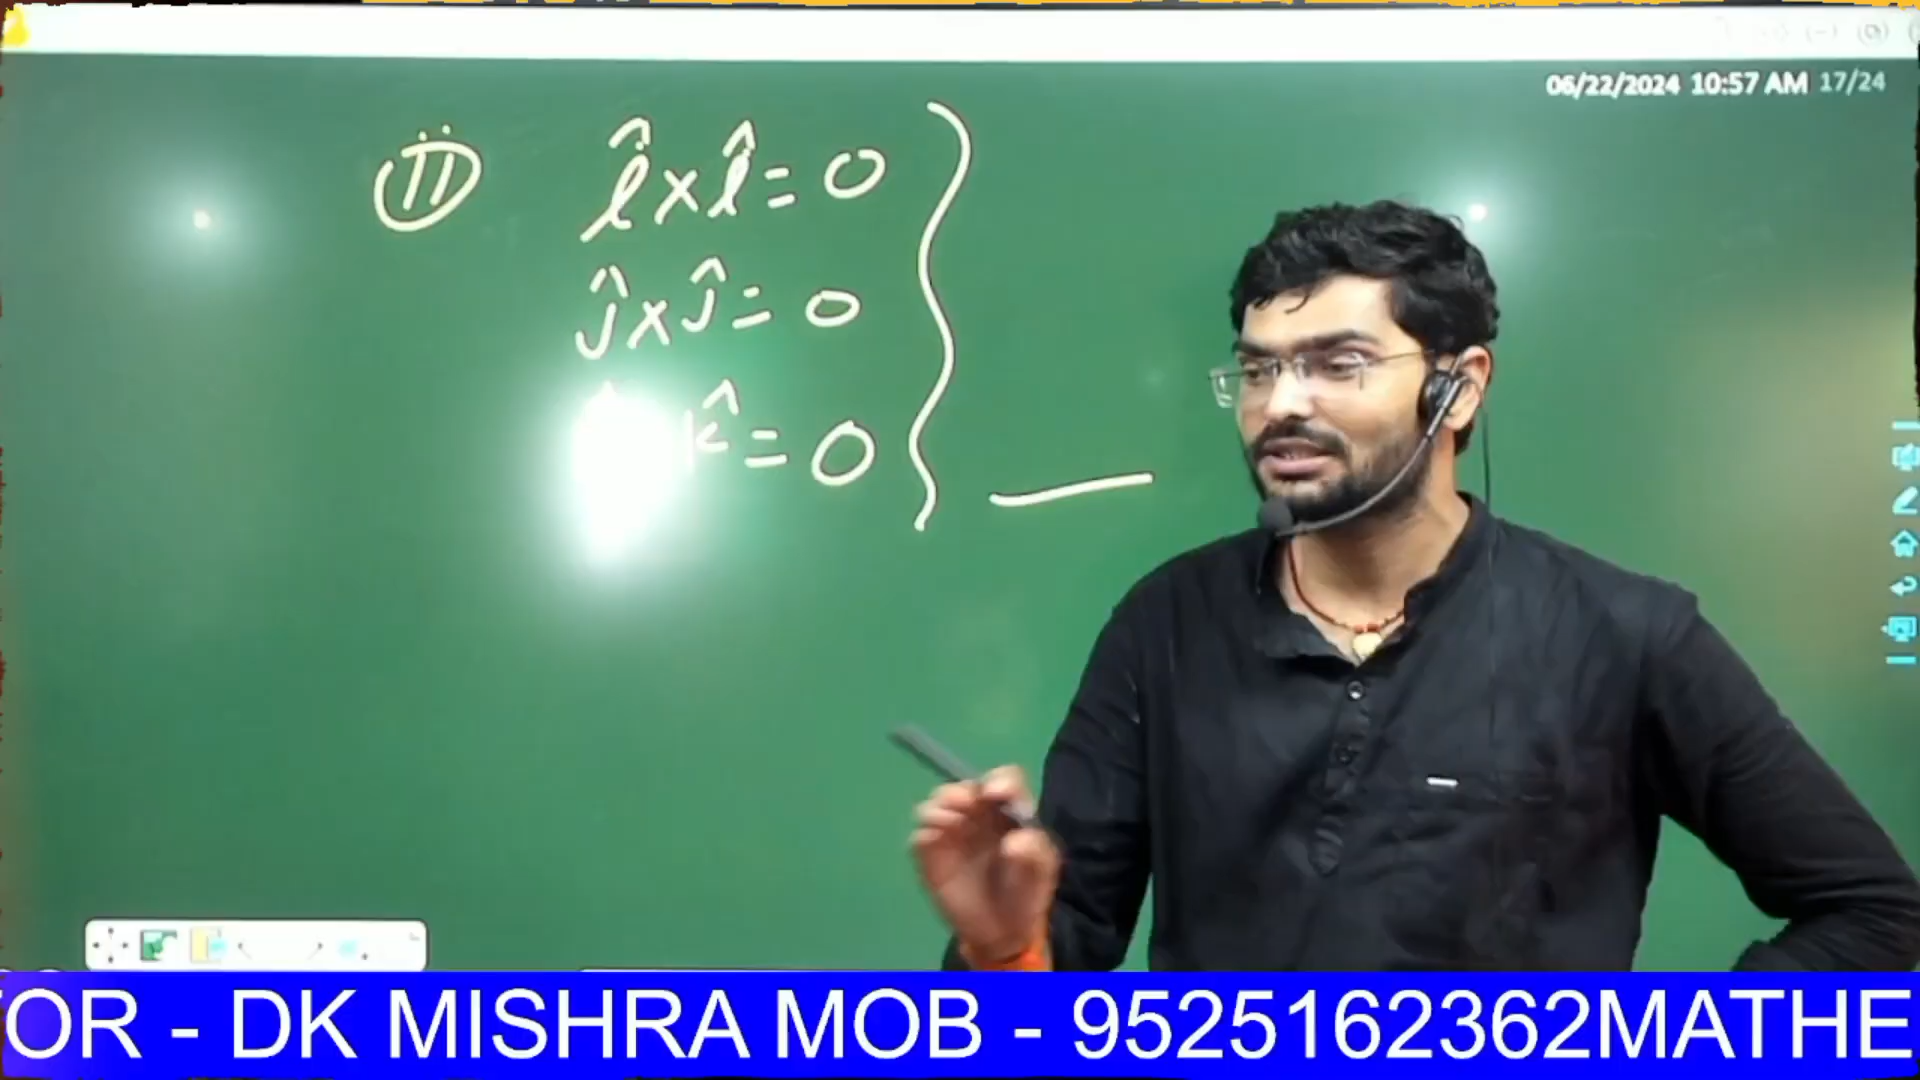 06/22/2024 10:57 AM 17/24
(ii) î×î=0
ĵ×ĵ=0
k̂=0
OR - DK MISHRA MOB - 9525162362MATHE